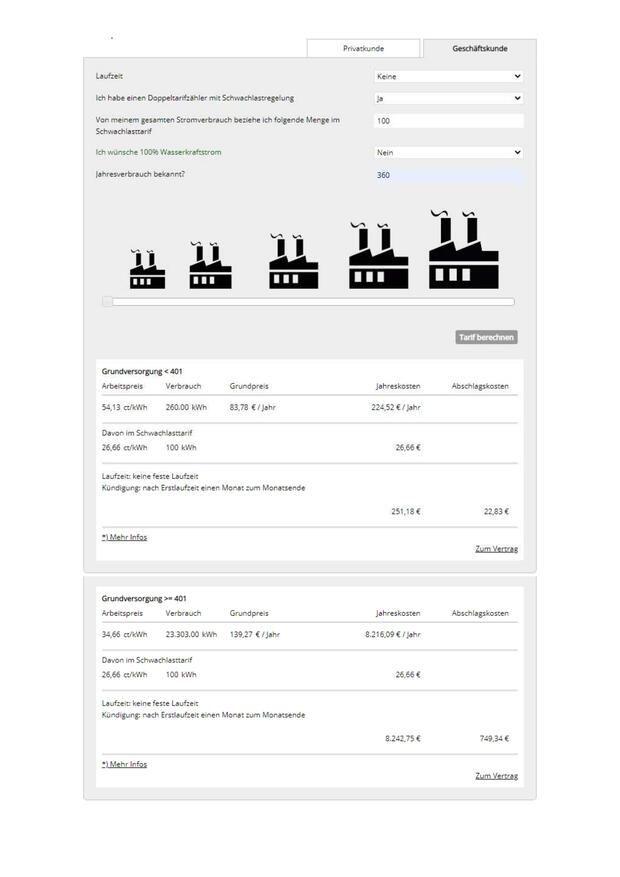 Privatkunde Geschäftskunde
Laufzeit Keine
Ich habe einen Doppeltarifzähler mit Schwachlastregelung Ja
Von meinem gesamten Stromverbrauch beziehe ich folgende Menge im 100
Schwachlasttarif
Ich wünsche 100% Wasserkraftstrom Nein
Jahresverbrauch bekannt? 360
Tarif berechnen
Grundversorgung < 401
Arbeitspreis Verbrauch Grundpreis Jahreskosten Abschlagskosten
54,13 ct/kWh 260.00 kWh 83,78 € / Jahr 224,52 € / Jahr
Davon im Schwachlasttarif
26,66 ct/kWh 100 kWh 26,66 €
Laufzeit: keine feste Laufzeit
Kündigung: nach Erstlaufzeit einen Monat zum Monatsende
251,18 € 22,83 €
*) Mehr Infos
Zum Vertrag
Grundversorgung >= 401
Arbeitspreis Verbrauch Grundpreis Jahreskosten Abschlagskosten
34,66 ct/kWh 23.303.00 kWh 139,27 € / Jahr 8.216,09 € / Jahr
Davon im Schwachlasttarif
26,66 ct/kWh 100 kWh 26,66 €
Laufzeit: keine feste Laufzeit
Kündigung: nach Erstlaufzeit einen Monat zum Monatsende
8.242,75 € 749,34 €
*) Mehr Infos
Zum Vertrag